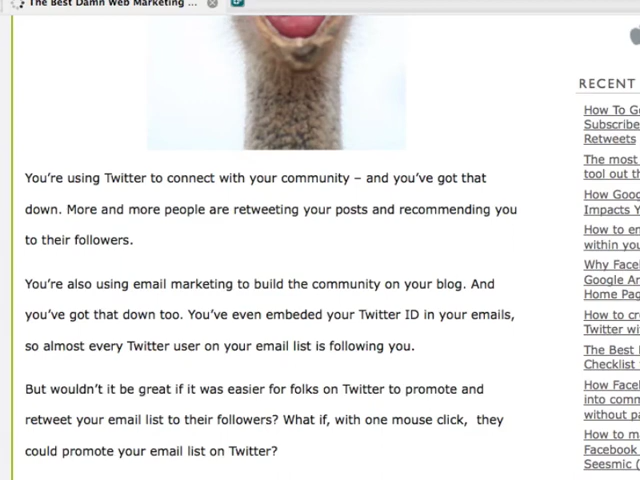 The Best Damn Web Marketing ...
You're using Twitter to connect with your community – and you've got that
down. More and more people are retweeting your posts and recommending you
to their followers.
You're also using email marketing to build the community on your blog. And
you've got that down too. You've even embeded your Twitter ID in your emails,
so almost every Twitter user on your email list is following you.
But wouldn't it be great if it was easier for folks on Twitter to promote and
retweet your email list to their followers? What if, with one mouse click, they
could promote your email list on Twitter?
RECENT
How To G
Subscribe
Retweets
The most
tool out th
How Goog
Impacts Y
How to en
within you
Why Face
Google An
Home Pag
How to cr
Twitter wi
The Best
Checklist
How Face
into comm
without pa
How to m
Facebook
Seesmic (